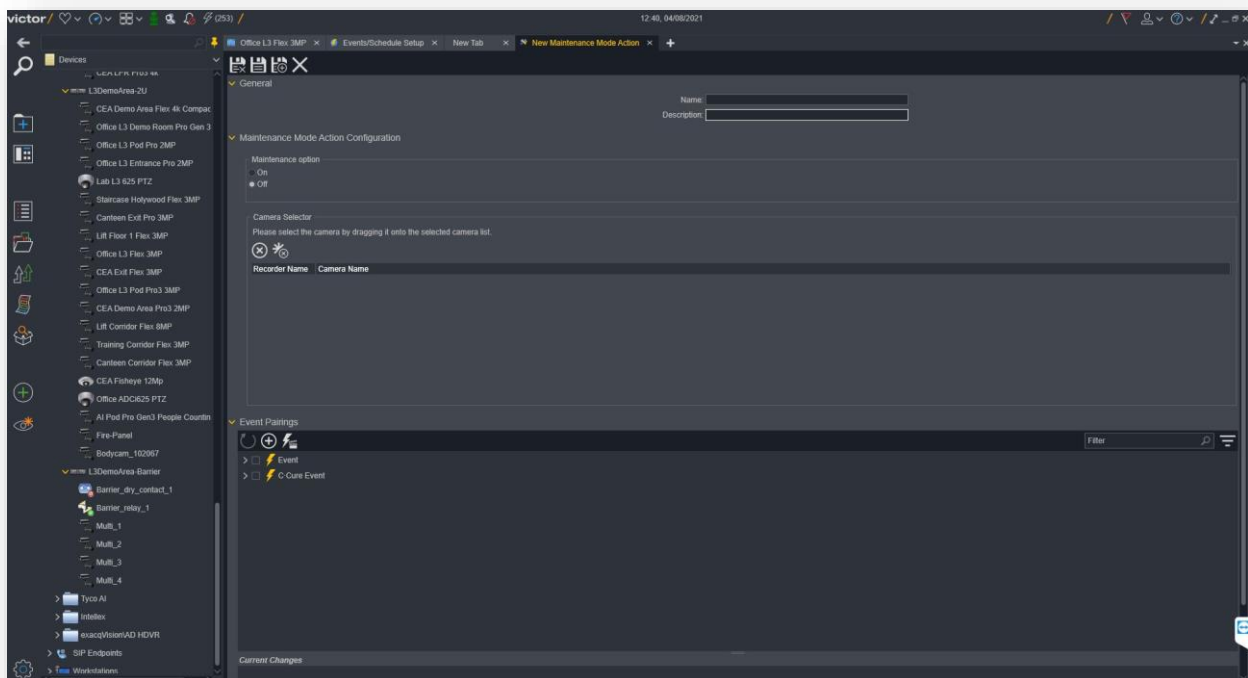 victor
(253)
12:40, 04/08/2021
Office L3 Flex 3MP
Events/Schedule Setup
New Tab
New Maintenance Mode Action
Devices
CEA LPR Pro3 4K
L3DemoArea-2U
CEA Demo Area Flex 4k Compac
Office L3 Demo Room Pro Gen 3
Office L3 Pod Pro 2MP
Office L3 Entrance Pro 2MP
Lab L3 625 PTZ
Staircase Holywood Flex 3MP
Canteen Exit Pro 3MP
Lift Floor 1 Flex 3MP
Office L3 Flex 3MP
CEA Exit Flex 3MP
Office L3 Pod Pro3 3MP
CEA Demo Area Pro3 2MP
Lift Corridor Flex 8MP
Training Corridor Flex 3MP
Canteen Corridor Flex 3MP
CEA Fisheye 12Mp
Office ADCi625 PTZ
AI Pod Pro Gen3 People Countin
Fire-Panel
Bodycam_102067
L3DemoArea-Barrier
Barrier_dry_contact_1
Barrier_relay_1
Multi_1
Multi_2
Multi_3
Multi_4
Tyco AI
Intellex
exacqVision\AD HDVR
SIP Endpoints
Workstations
General
Name:
Description:
Maintenance Mode Action Configuration
Maintenance option
On
Off
Camera Selector
Please select the camera by dragging it onto the selected camera list.
Recorder Name Camera Name
Event Pairings
Filter
Event
C·Cure Event
Current Changes